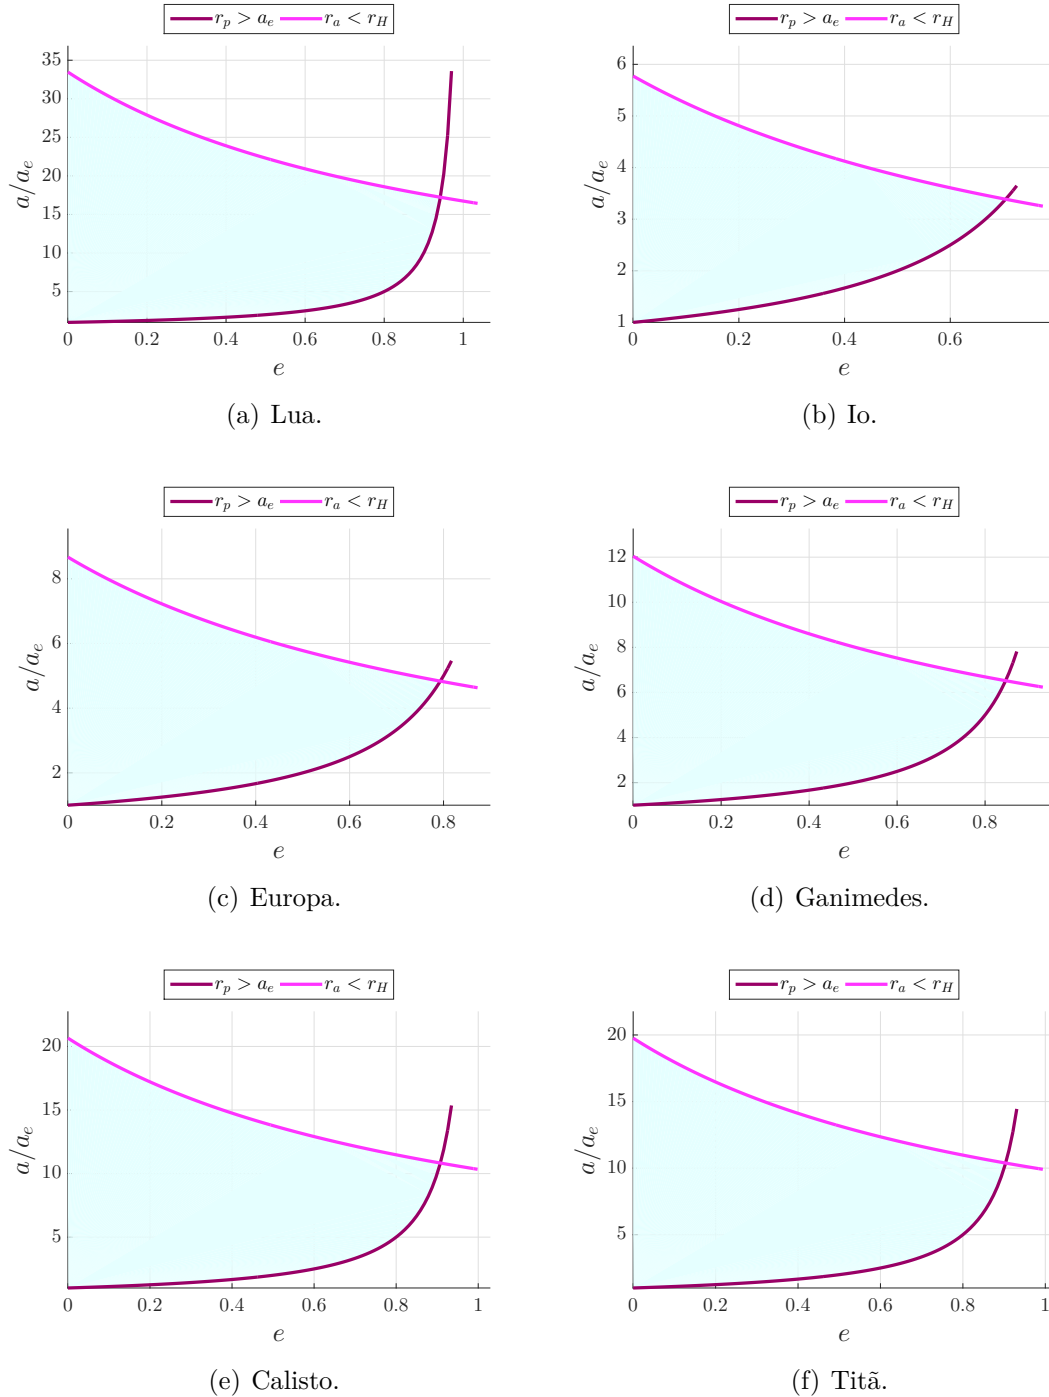 r_p > a_e r_a < r_H
35
30
25
20
15
10
5
0 0.2 0.4 0.6 0.8 1
a/a_e
e
(a) Lua.
r_p > a_e r_a < r_H
6
5
4
3
2
1
0 0.2 0.4 0.6
a/a_e
e
(b) Io.
r_p > a_e r_a < r_H
8
6
4
2
0 0.2 0.4 0.6 0.8
a/a_e
e
(c) Europa.
r_p > a_e r_a < r_H
12
10
8
6
4
2
0 0.2 0.4 0.6 0.8
a/a_e
e
(d) Ganimedes.
r_p > a_e r_a < r_H
20
15
10
5
0 0.2 0.4 0.6 0.8 1
a/a_e
e
(e) Calisto.
r_p > a_e r_a < r_H
20
15
10
5
0 0.2 0.4 0.6 0.8 1
a/a_e
e
(f) Titã.